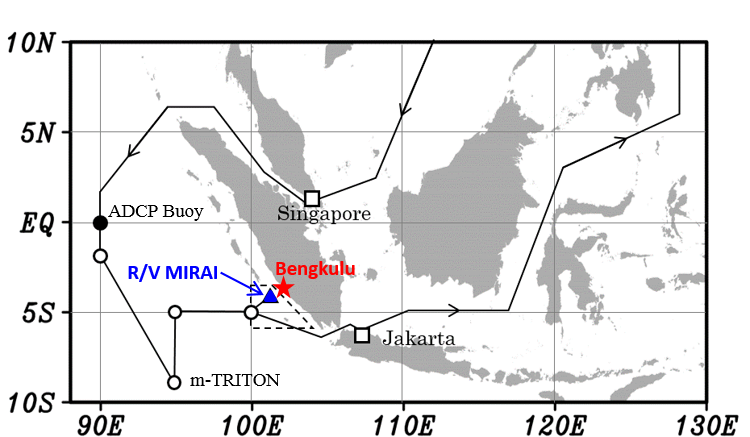 10N
5N
EQ
5S
10S
ADCP Buoy
Singapore
R/V MIRAI
Bengkulu
Jakarta
m-TRITON
90E
100E
110E
120E
130E